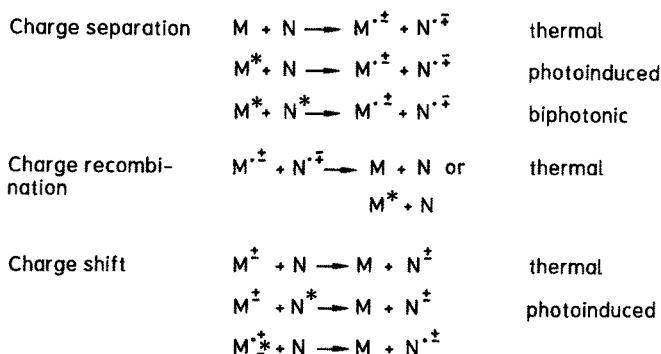 Charge separation M + N → M·± + N·∓ thermal
M* + N → M·± + N·∓ photoinduced
M* + N* → M·± + N·∓ biphotonic
Charge recombi- M·± + N·∓ → M + N or thermal
nation
M* + N
Charge shift M± + N → M + N± thermal
M± + N* → M + N± photoinduced
M·±* + N → M + N·±